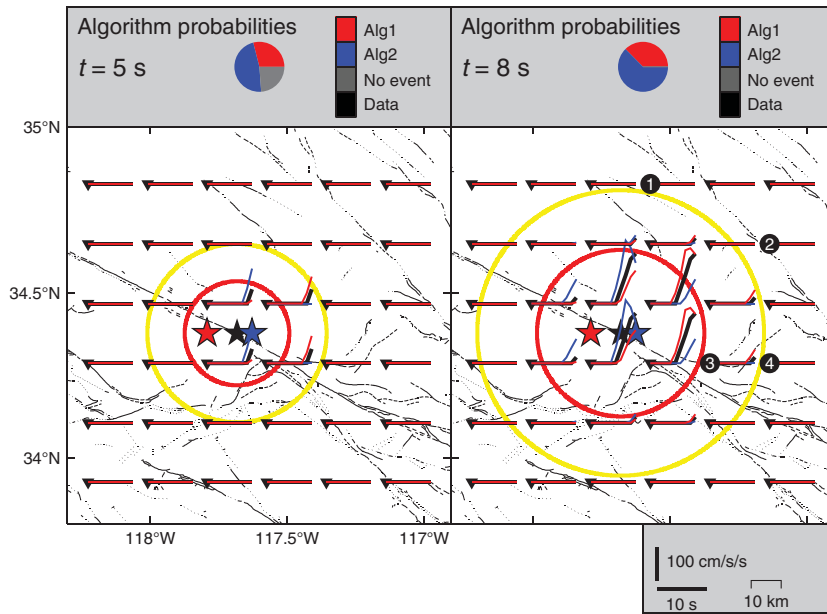 Algorithm probabilities
t = 5 s
Alg1
Alg2
No event
Data
Algorithm probabilities
t = 8 s
Alg1
Alg2
No event
Data
35°N
34.5°N
34°N
118°W
117.5°W
117°W
1
2
3
4
100 cm/s/s
10 s
10 km